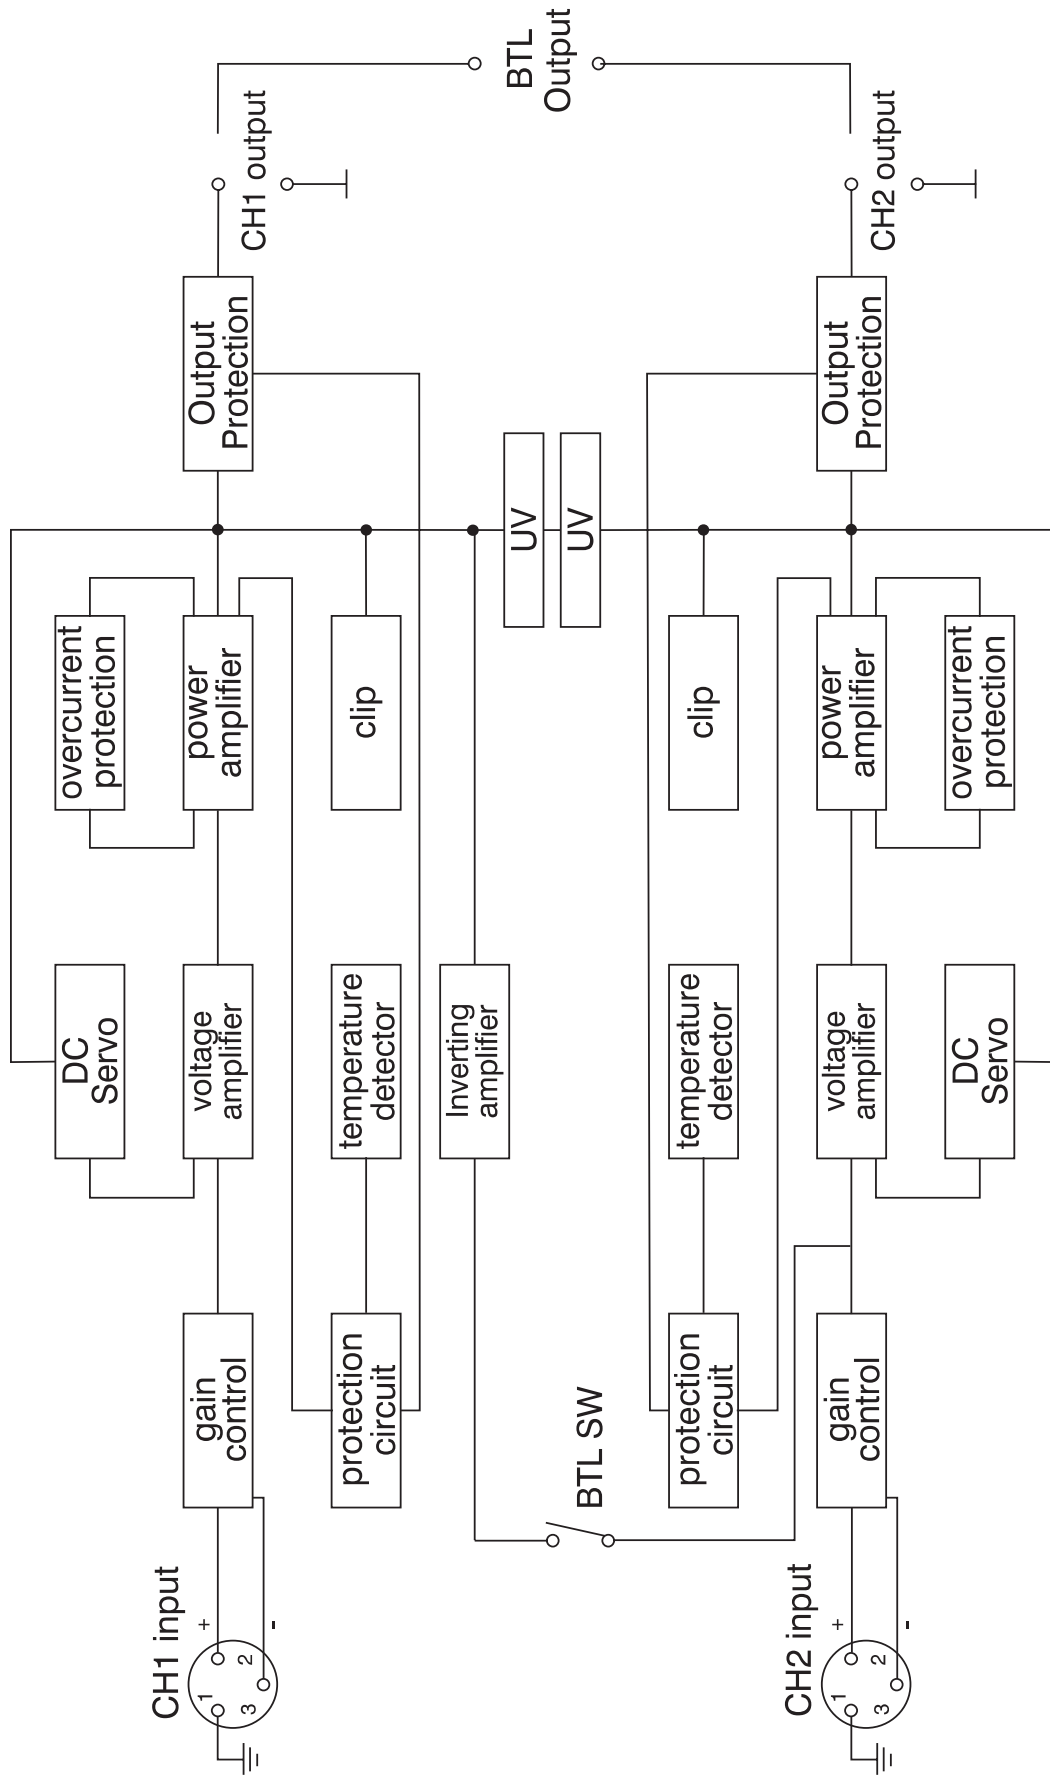 CH1 input
+
-
1
2
3
gain
control
DC
Servo
voltage
amplifier
overcurrent
protection
power
amplifier
Output
Protection
CH1 output
protection
circuit
temperature
detector
clip
Inverting
amplifier
UV
UV
BTL
Output
BTL SW
protection
circuit
temperature
detector
clip
CH2 input
+
-
1
2
3
gain
control
voltage
amplifier
power
amplifier
Output
Protection
CH2 output
DC
Servo
overcurrent
protection